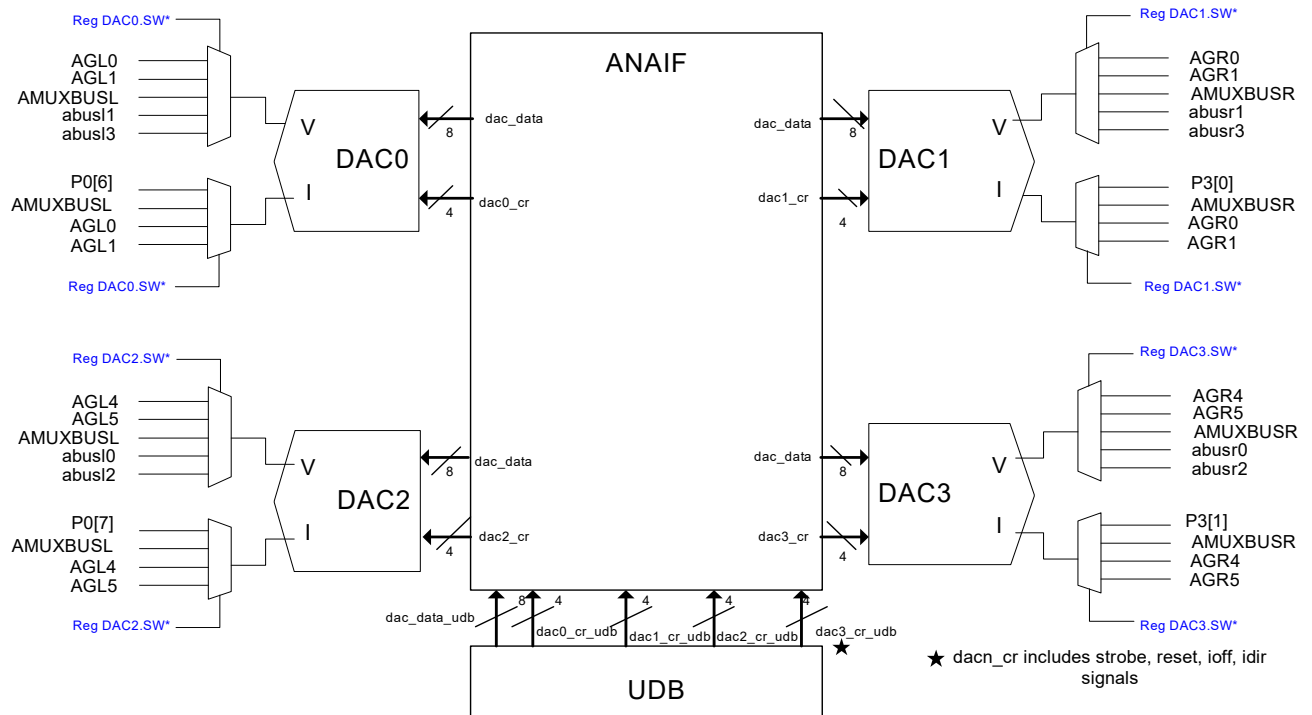 Reg DAC0.SW*
AGL0
AGL1
AMUXBUSL
abusl1
abusl3
P0[6]
AMUXBUSL
AGL0
AGL1
Reg DAC0.SW*
V
I
DAC0
dac_data
8
dac0_cr
4
ANAIF
dac_data
8
dac1_cr
4
DAC1
V
I
Reg DAC1.SW*
AGR0
AGR1
AMUXBUSR
abusr1
abusr3
P3[0]
AMUXBUSR
AGR0
AGR1
Reg DAC1.SW*
Reg DAC2.SW*
AGL4
AGL5
AMUXBUSL
abusl0
abusl2
P0[7]
AMUXBUSL
AGL4
AGL5
Reg DAC2.SW*
V
I
DAC2
dac_data
8
dac2_cr
4
dac_data
8
dac3_cr
4
DAC3
V
I
Reg DAC3.SW*
AGR4
AGR5
AMUXBUSR
abusr0
abusr2
P3[1]
AMUXBUSR
AGR4
AGR5
Reg DAC3.SW*
8
4
4
4
4
dac_data_udb
dac0_cr_udb
dac1_cr_udb
dac2_cr_udb
dac3_cr_udb
UDB
★ dacn_cr includes strobe, reset, ioff, idir
signals